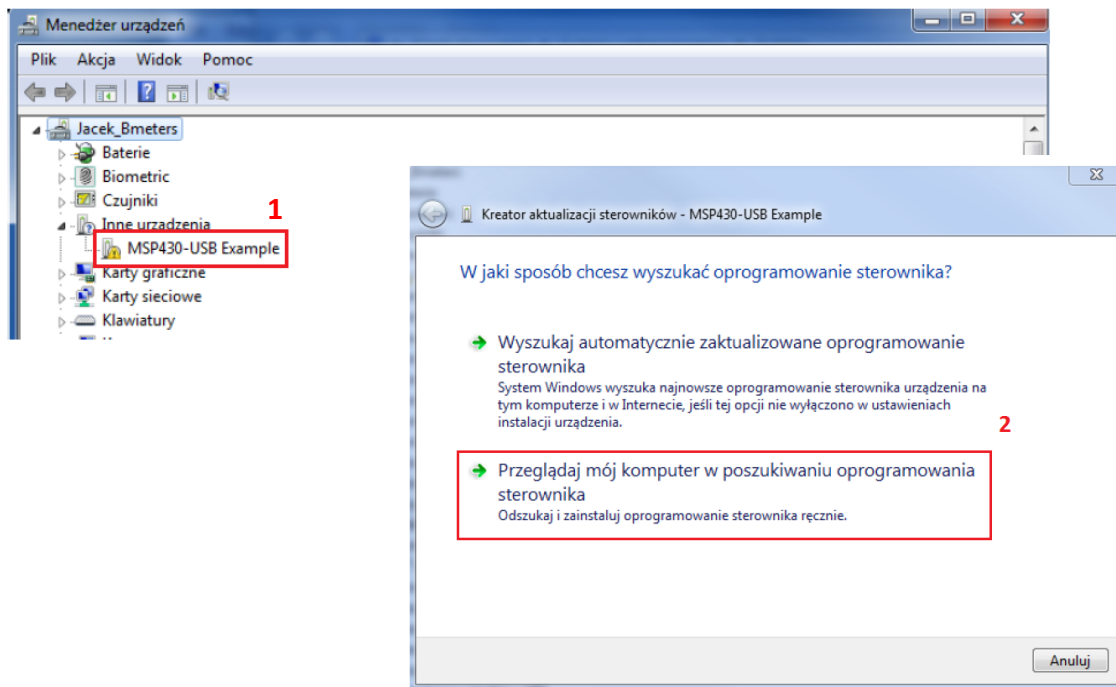 Menedżer urządzeń
Plik Akcja Widok Pomoc
Jacek_Bmeters
Baterie
Biometric
Czujniki
1
Inne urządzenia
MSP430-USB Example
Karty graficzne
Karty sieciowe
Klawiatury
Kreator aktualizacji sterowników - MSP430-USB Example
W jaki sposób chcesz wyszukać oprogramowanie sterownika?
Wyszukaj automatycznie zaktualizowane oprogramowanie
sterownika
System Windows wyszuka najnowsze oprogramowanie sterownika urządzenia na
tym komputerze i w Internecie, jeśli tej opcji nie wyłączono w ustawieniach
instalacji urządzenia.
2
Przeglądaj mój komputer w poszukiwaniu oprogramowania
sterownika
Odszukaj i zainstaluj oprogramowanie sterownika ręcznie.
Anuluj